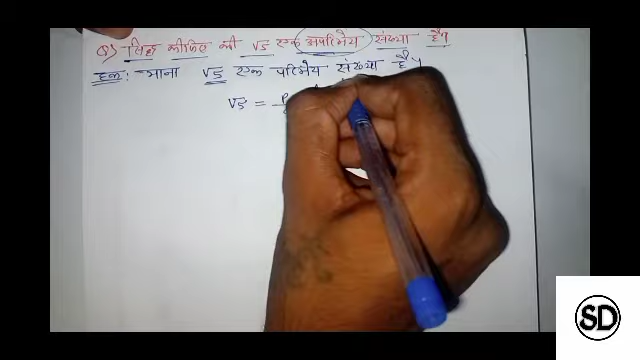 Q) सिद्ध कीजिए की √5 एक अपरिमेय संख्या है।
हल: माना √5 एक परिमेय संख्या है।
√5 = P
SD